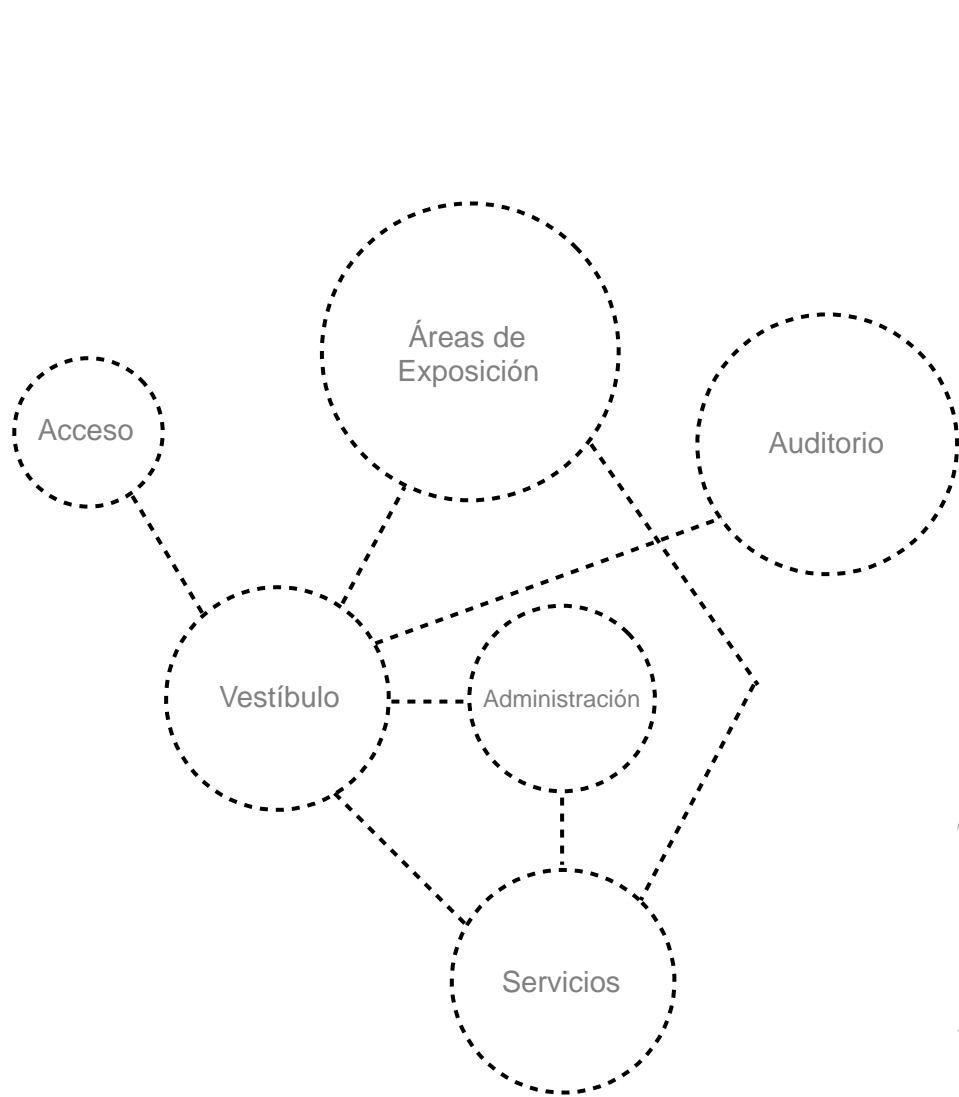 Áreas de
Exposición
Acceso
Auditorio
Vestíbulo
Administración
Servicios